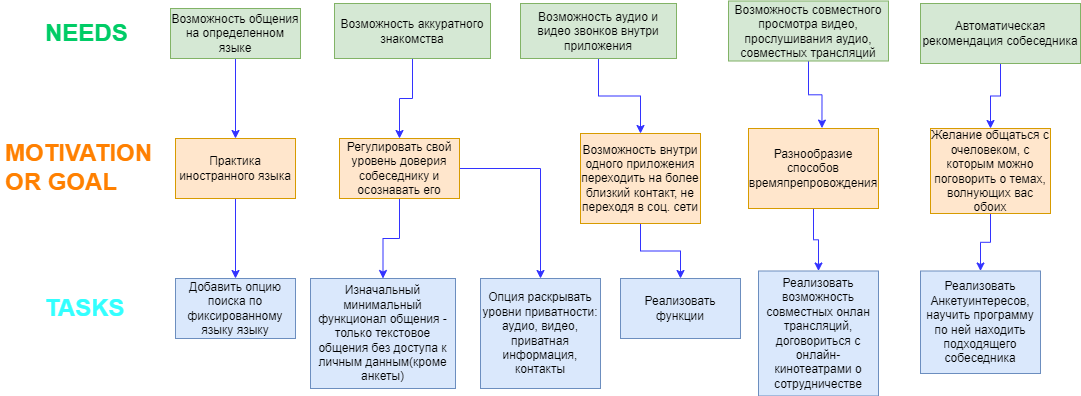 NEEDS
Возможность общения
на определенном
языке
Возможность аккуратного
знакомства
Возможность аудио и
видео звонков внутри
приложения
Возможность совместного
просмотра видео,
прослушивания аудио,
совместных трансляций
Автоматическая
рекомендация собеседника
MOTIVATION
OR GOAL
Практика
иностранного языка
Регулировать свой
уровень доверия
собеседнику и
осознавать его
Возможность внутри
одного приложения
переходить на более
близкий контакт, не
переходя в соц. сети
Разнообразие
способов
времяпрепровождения
Желание общаться с
очеловеком, с
которым можно
поговорить о темах,
волнующих вас
обоих
TASKS
Добавить опцию
поиска по
фиксированному
языку языку
Изначальный
минимальный
функционал общения -
только текстовое
общения без доступа к
личным данным(кроме
анкеты)
Опция раскрывать
уровни приватности:
аудио, видео,
приватная
информация,
контакты
Реализовать
функции
Реализовать
возможность
совместных онлан
трансляций,
договориться с
онлайн-
кинотеатрами о
сотрудничестве
Реализовать
Анкетуинтересов,
научить программу
по ней находить
подходящего
собеседника